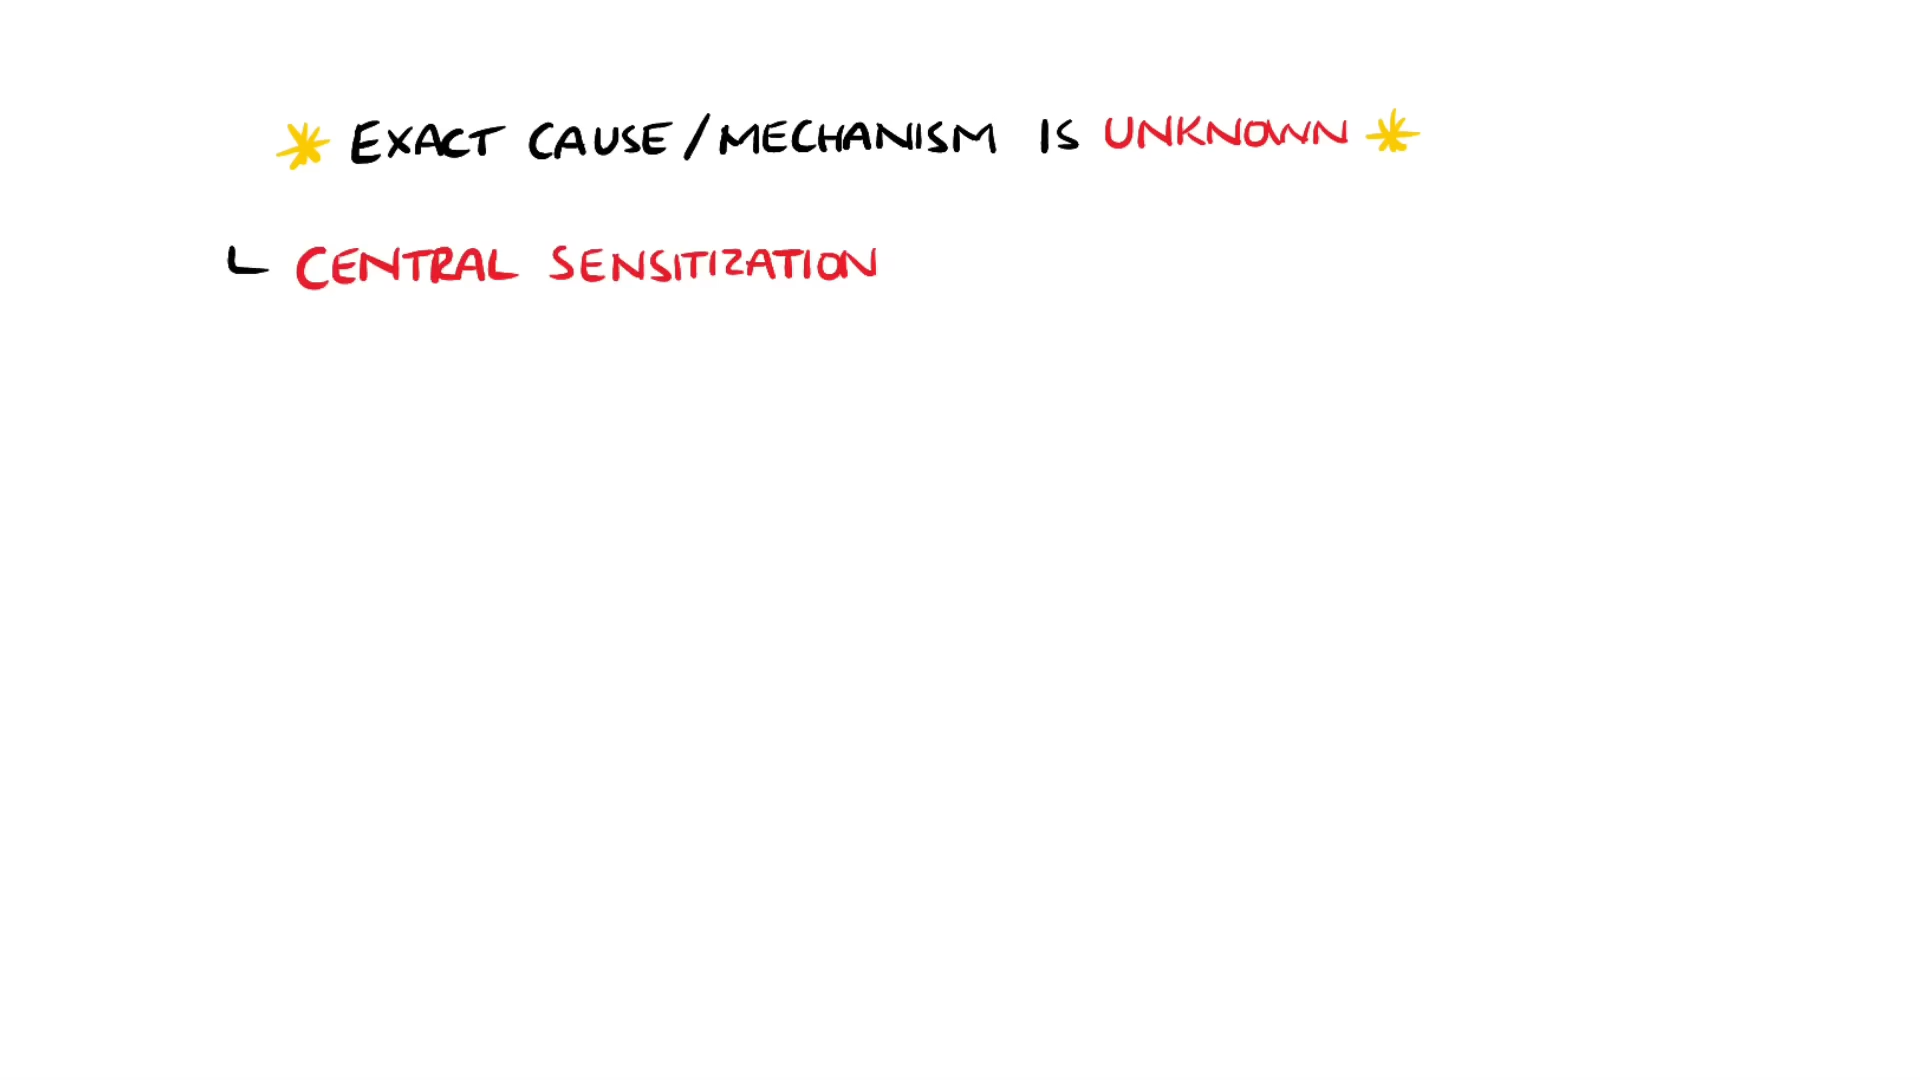 * EXACT CAUSE/MECHANISM IS UNKNOWN *
CENTRAL SENSITIZATION